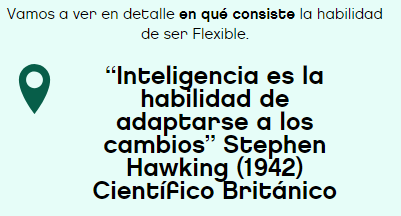 Vamos a ver en detalle en qué consiste la habilidad
de ser Flexible.
“Inteligencia es la
habilidad de
adaptarse a los
cambios” Stephen
Hawking (1942)
Científico Británico